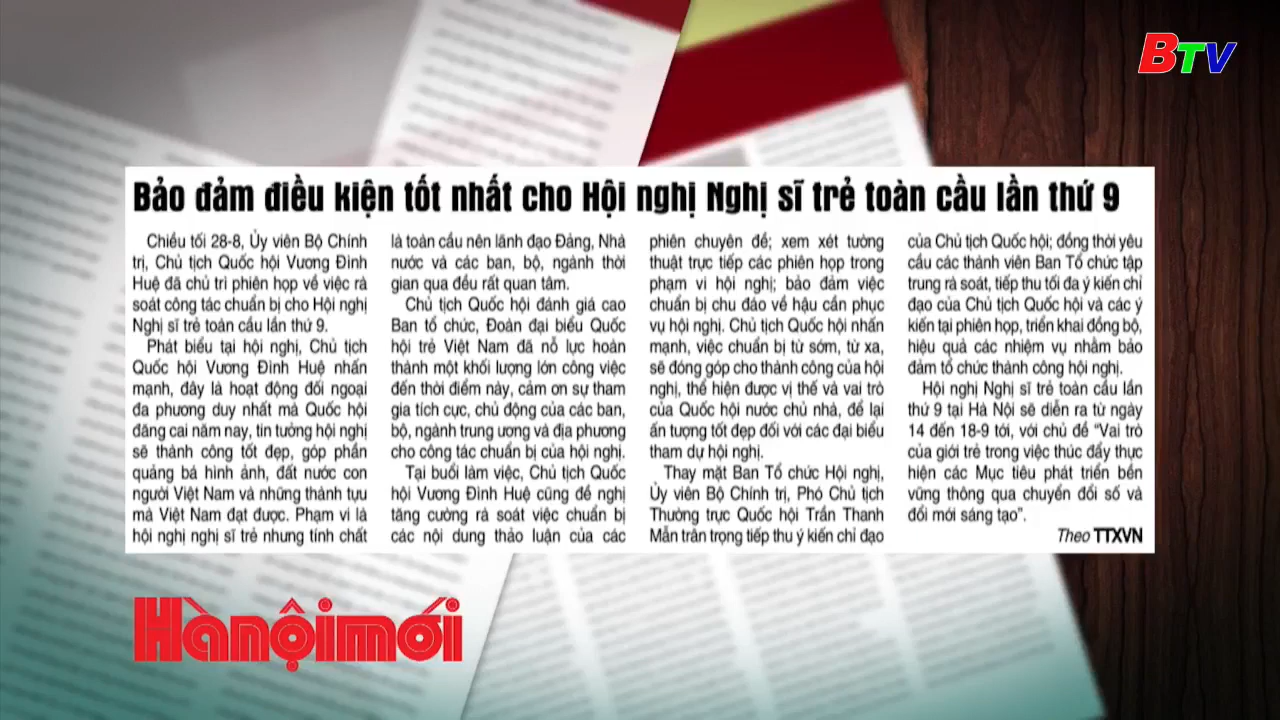 BTV
Bảo đảm điều kiện tốt nhất cho Hội nghị Nghị sĩ trẻ toàn cầu lần thứ 9
Chiều tối 28-8, Ủy viên Bộ Chính
trị, Chủ tịch Quốc hội Vương Đình
Huệ đã chủ trì phiên họp về việc rà
soát công tác chuẩn bị cho Hội nghị
Nghị sĩ trẻ toàn cầu lần thứ 9.
Phát biểu tại hội nghị, Chủ tịch
Quốc hội Vương Đình Huệ nhấn
mạnh, đây là hoạt động đối ngoại
đa phương duy nhất mà Quốc hội
đăng cai năm nay, tin tưởng hội nghị
sẽ thành công tốt đẹp, góp phần
quảng bá hình ảnh, đất nước con
người Việt Nam và những thành tựu
mà Việt Nam đạt được. Phạm vi là
hội nghị nghị sĩ trẻ nhưng tính chất
là toàn cầu nên lãnh đạo Đảng, Nhà
nước và các ban, bộ, ngành thời
gian qua đều rất quan tâm.
Chủ tịch Quốc hội đánh giá cao
Ban tổ chức, Đoàn đại biểu Quốc
hội trẻ Việt Nam đã nỗ lực hoàn
thành một khối lượng lớn công việc
đến thời điểm này, cảm ơn sự tham
gia tích cực, chủ động của các ban,
bộ, ngành trung ương và địa phương
cho công tác chuẩn bị của hội nghị.
Tại buổi làm việc, Chủ tịch Quốc
hội Vương Đình Huệ cũng đề nghị
tăng cường rà soát việc chuẩn bị
các nội dung thảo luận của các
phiên chuyên đề; xem xét tường
thuật trực tiếp các phiên họp trong
phạm vi hội nghị; bảo đảm việc
chuẩn bị chu đáo về hậu cần phục
vụ hội nghị. Chủ tịch Quốc hội nhấn
mạnh, việc chuẩn bị từ sớm, từ xa,
sẽ đóng góp cho thành công của hội
nghị, thể hiện được vị thế và vai trò
của Quốc hội nước chủ nhà, để lại
ấn tượng tốt đẹp đối với các đại biểu
tham dự hội nghị.
Thay mặt Ban Tổ chức Hội nghị,
Ủy viên Bộ Chính trị, Phó Chủ tịch
Thường trực Quốc hội Trần Thanh
Mẫn trân trọng tiếp thu ý kiến chỉ đạo
của Chủ tịch Quốc hội; đồng thời yêu
cầu các thành viên Ban Tổ chức tập
trung rà soát, tiếp thu tối đa ý kiến chỉ
đạo của Chủ tịch Quốc hội và các ý
kiến tại phiên họp, triển khai đồng bộ,
hiệu quả các nhiệm vụ nhằm bảo
đảm tổ chức thành công hội nghị.
Hội nghị Nghị sĩ trẻ toàn cầu lần
thứ 9 tại Hà Nội sẽ diễn ra từ ngày
14 đến 18-9 tới, với chủ đề “Vai trò
của giới trẻ trong việc thúc đẩy thực
hiện các Mục tiêu phát triển bền
vững thông qua chuyển đổi số và
đổi mới sáng tạo”.
Theo TTXVN
Hànộimới